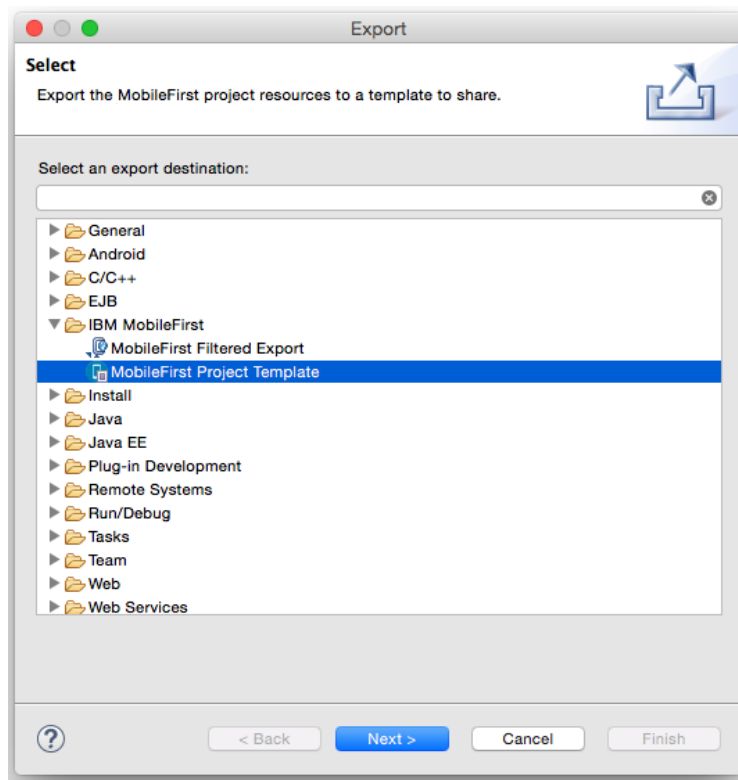 Export
Select
Export the MobileFirst project resources to a template to share.
Select an export destination:
General
Android
C/C++
EJB
IBM MobileFirst
MobileFirst Filtered Export
MobileFirst Project Template
Install
Java
Java EE
Plug-in Development
Remote Systems
Run/Debug
Tasks
Team
Web
Web Services
? < Back Next > Cancel Finish